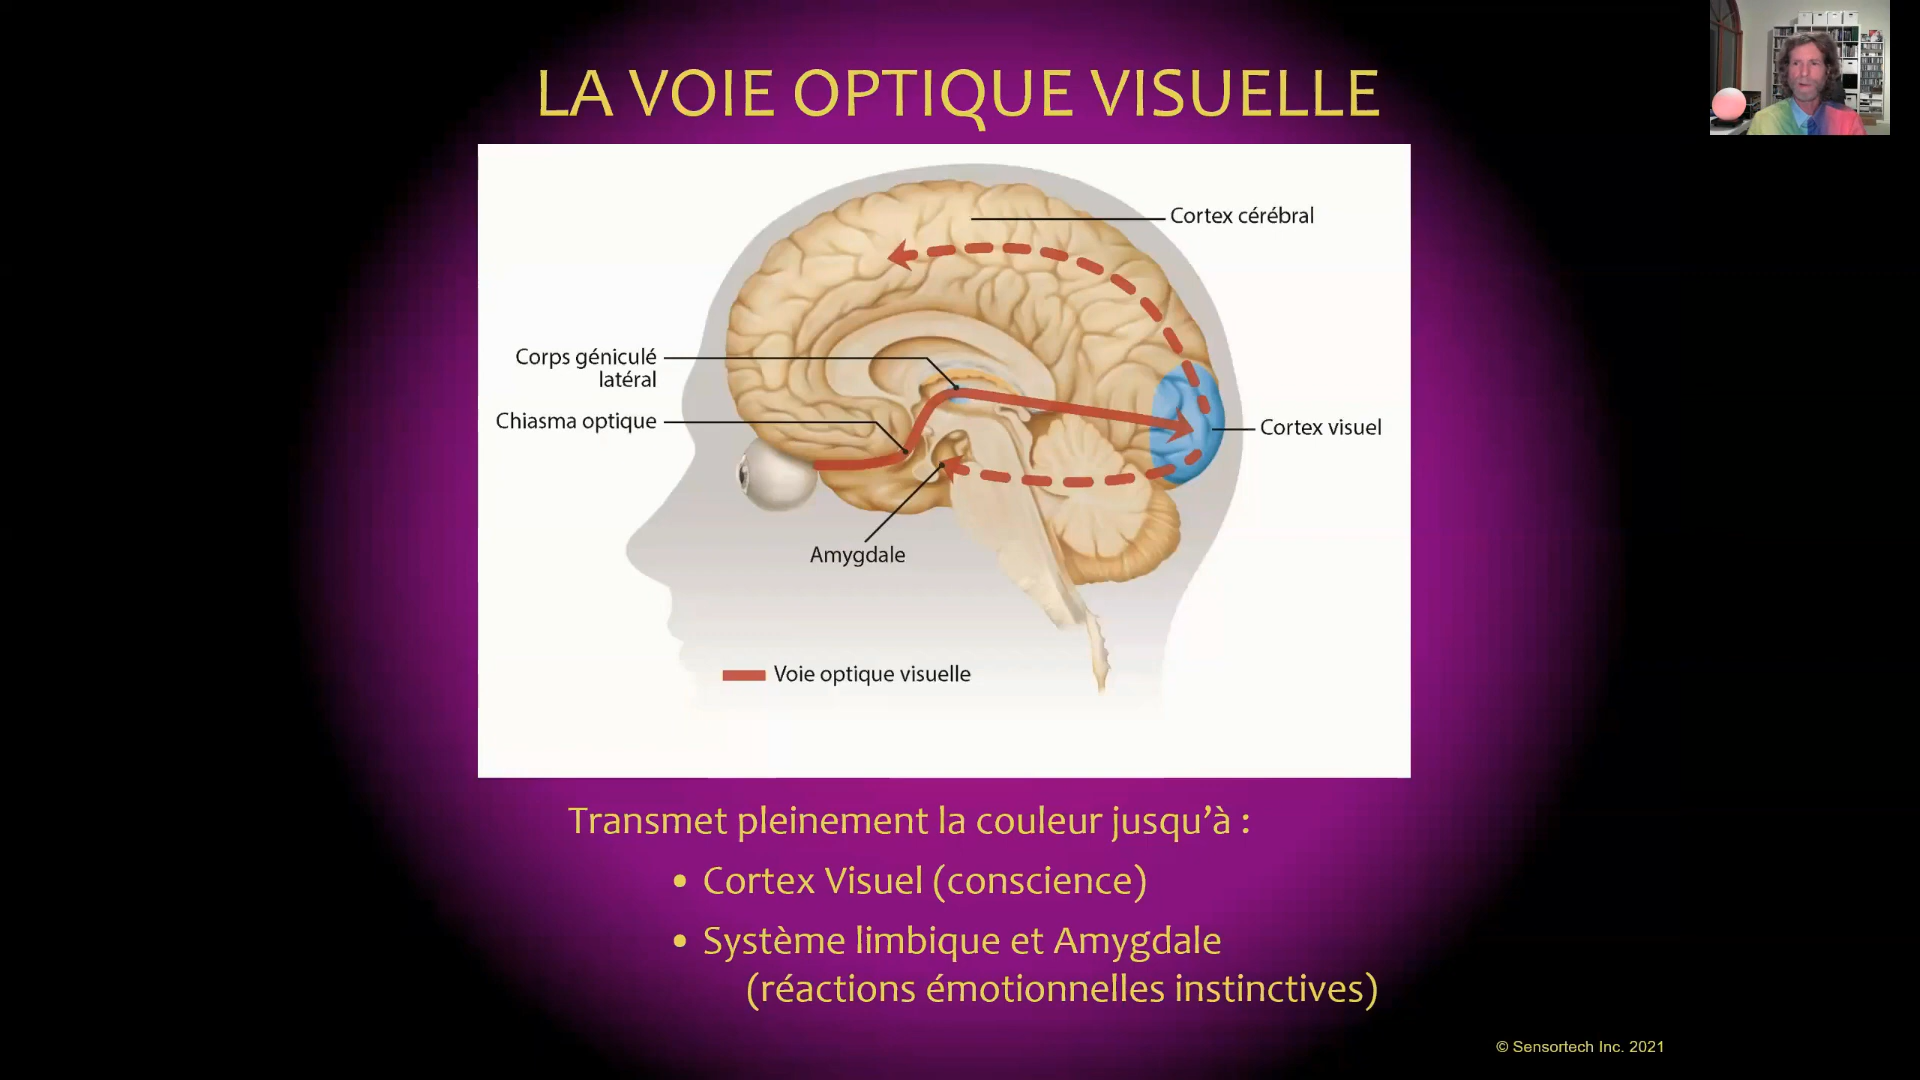 LA VOIE OPTIQUE VISUELLE
Cortex cérébral
Corps géniculé
latéral
Chiasma optique
Cortex visuel
Amygdale
Voie optique visuelle
Transmet pleinement la couleur jusqu’à :
• Cortex Visuel (conscience)
• Système limbique et Amygdale
(réactions émotionnelles instinctives)
© Sensortech Inc. 2021